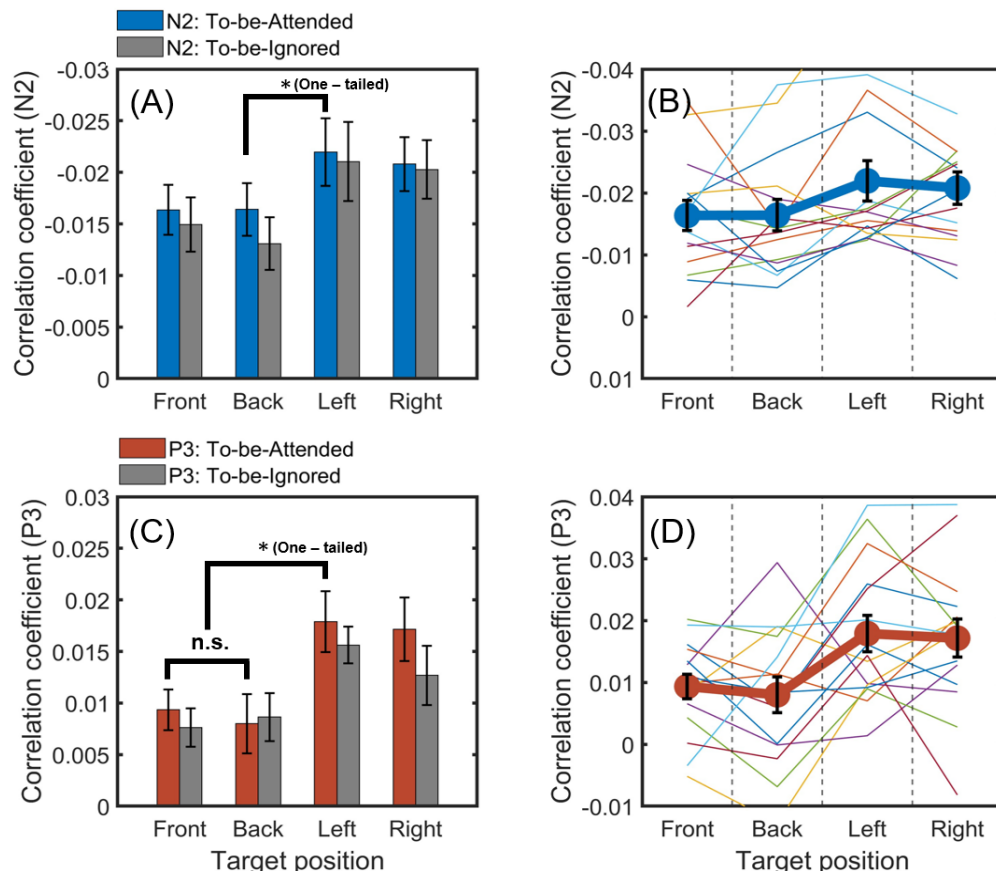 N2: To-be-Attended
N2: To-be-Ignored
(A)
* (One – tailed)
Correlation coefficient (N2)
-0.03
-0.025
-0.02
-0.015
-0.01
-0.005
0
Front Back Left Right
(B)
Correlation coefficient (N2)
-0.04
-0.03
-0.02
-0.01
0
0.01
Front Back Left Right
P3: To-be-Attended
P3: To-be-Ignored
(C)
* (One – tailed)
n.s.
Correlation coefficient (P3)
0.03
0.025
0.02
0.015
0.01
0.005
0
Front Back Left Right
Target position
(D)
Correlation coefficient (P3)
0.04
0.03
0.02
0.01
0
-0.01
Front Back Left Right
Target position